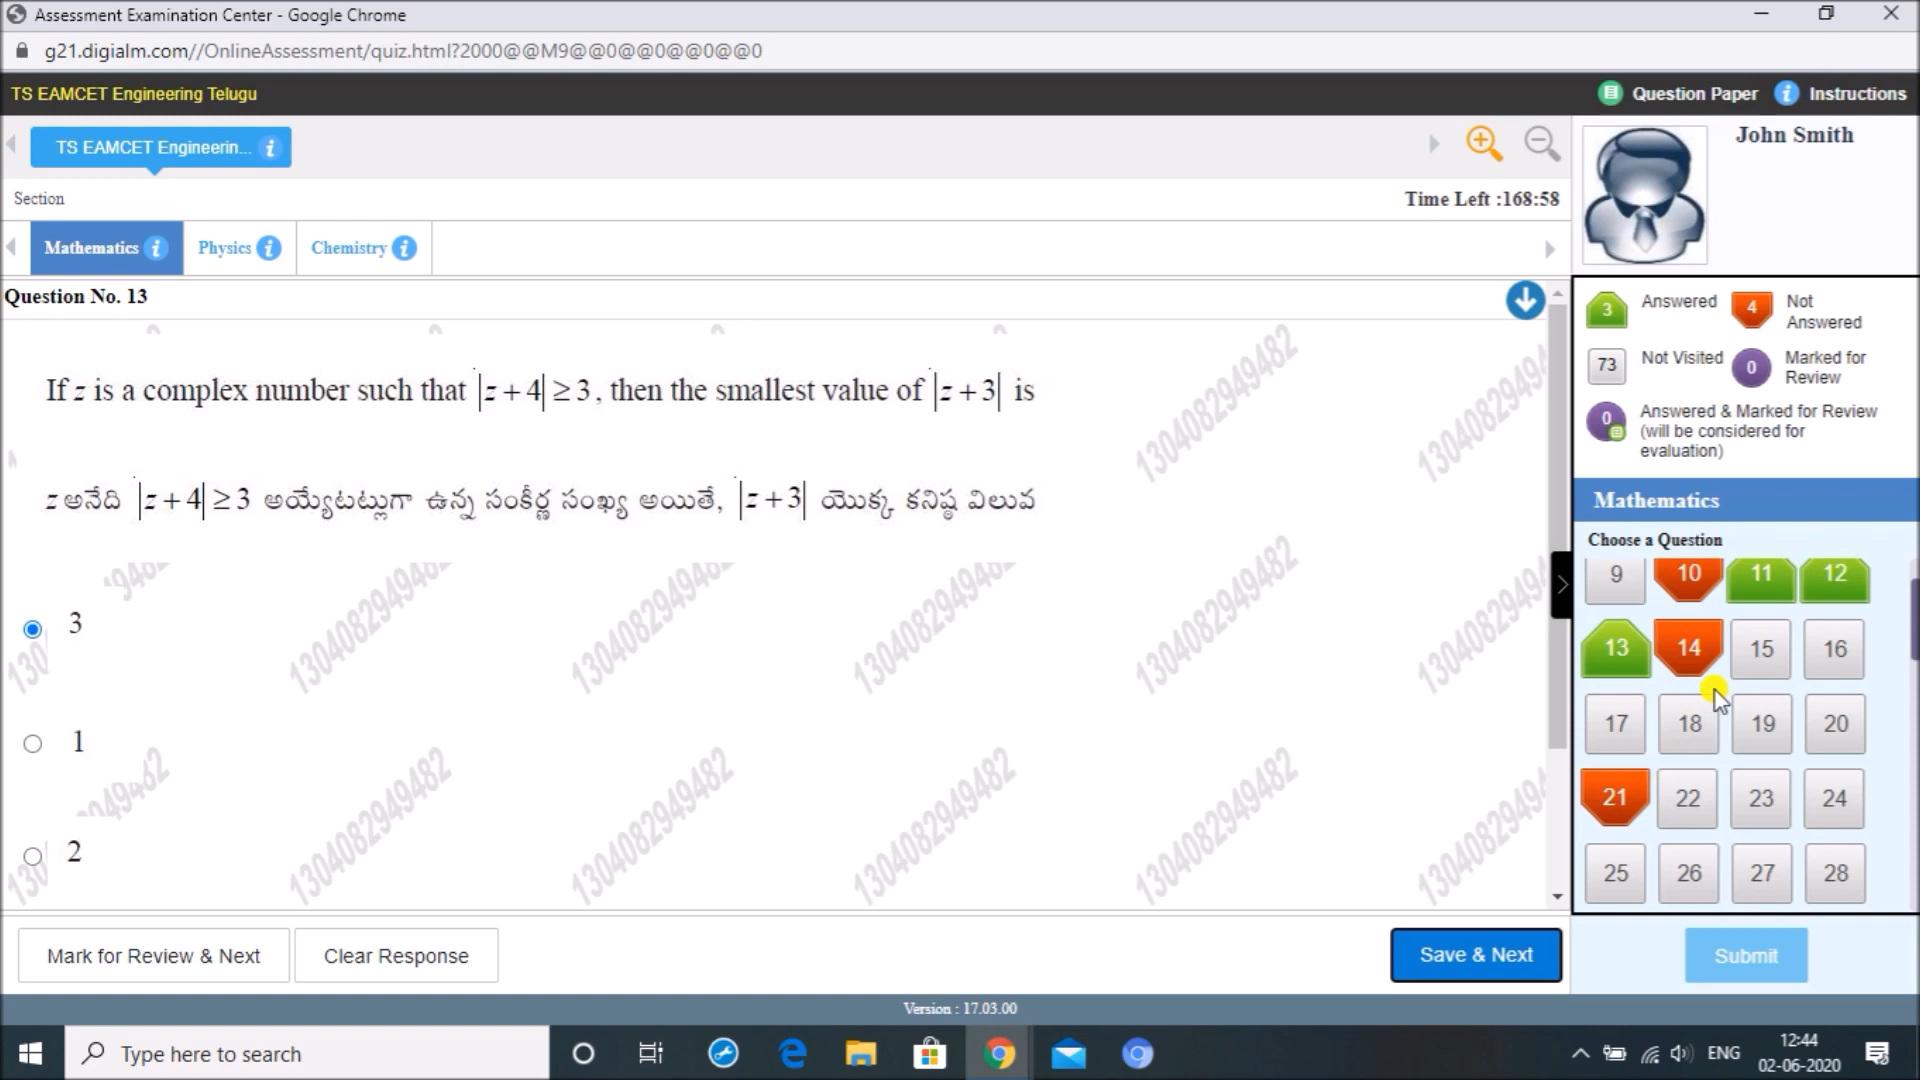 Assessment Examination Center - Google Chrome
g21.digialm.com//OnlineAssessment/quiz.html?2000@@M9@@0@@0@@0@@0
TS EAMCET Engineering Telugu
Question Paper
Instructions
TS EAMCET Engineerin...
John Smith
Section
Time Left :168:58
Mathematics
Physics
Chemistry
Question No. 13
3 Answered
4 Not Answered
73 Not Visited
0 Marked for Review
0 Answered & Marked for Review (will be considered for evaluation)
If z is a complex number such that |z + 4| ≥ 3, then the smallest value of |z + 3| is
z అనేది |z + 4| ≥ 3 అయ్యేటట్లుగా ఉన్న సంకీర్ణ సంఖ్య అయితే, |z + 3| యొక్క కనిష్ఠ విలువ
3
1
2
13040829949482
Mathematics
Choose a Question
9 10 11 12
13 14 15 16
17 18 19 20
21 22 23 24
25 26 27 28
Mark for Review & Next
Clear Response
Save & Next
Submit
Version : 17.03.00
Type here to search
ENG
12:44
02-06-2020